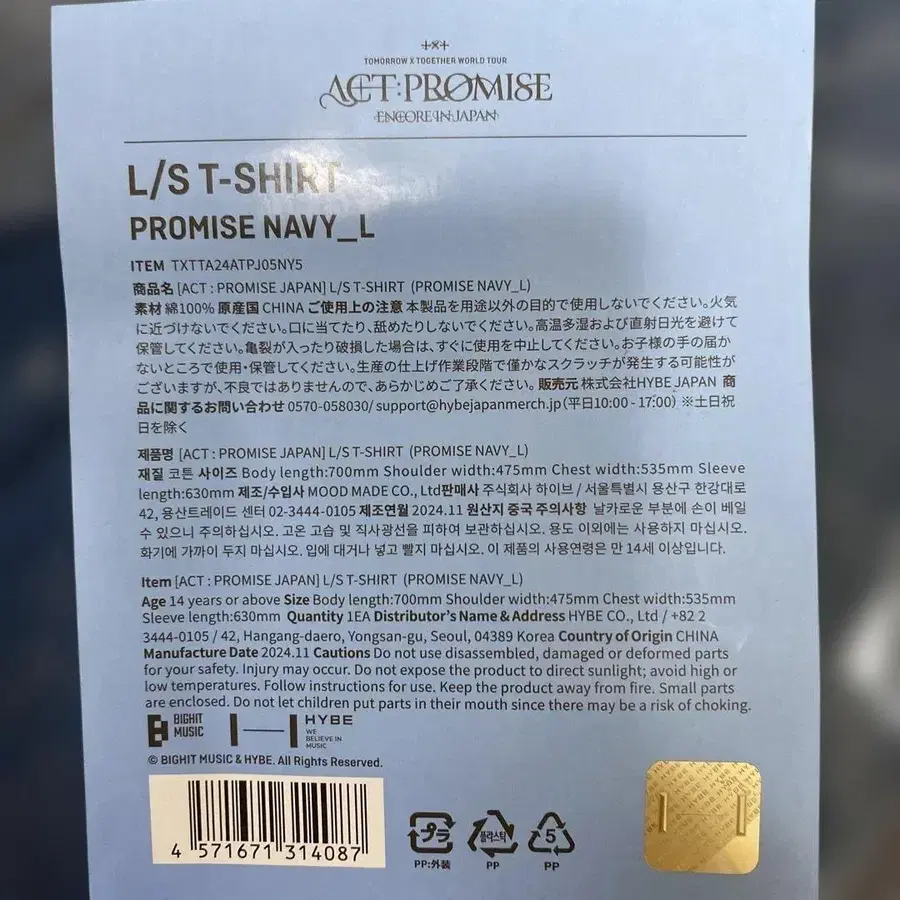 TOMORROW X TOGETHER WORLD TOUR
ACT:PROMISE
ENCORE IN JAPAN
L/S T-SHIRT
PROMISE NAVY_L
ITEM TXTTA24ATPJ05NY5
商品名 [ACT : PROMISE JAPAN] L/S T-SHIRT (PROMISE NAVY_L)
素材 綿100% 原産国 CHINA ご使用上の注意 本製品を用途以外の目的で使用しないでください。火気
に近づけないでください。口に当てたり、舐めたりしないでください。高温多湿および直射日光を避けて
保管してください。亀裂が入ったり破損した場合は、すぐに使用を中止してください。お子様の手の届か
ないところで使用・保管してください。生産の仕上げ作業段階で僅かなスクラッチが発生する可能性が
ございますが、不良ではありませんので、あらかじめご了承ください。販売元 株式会社HYBE JAPAN 商
品に関するお問い合わせ 0570-058030/ support@hybejapanmerch.jp(平日10:00 - 17:00) ※土日祝
日を除く
제품명 [ACT : PROMISE JAPAN] L/S T-SHIRT (PROMISE NAVY_L)
재질 코튼 사이즈 Body length:700mm Shoulder width:475mm Chest width:535mm Sleeve
length:630mm 제조/수입사 MOOD MADE CO., Ltd판매사 주식회사 하이브 / 서울특별시 용산구 한강대로
42, 용산트레이드 센터 02-3444-0105 제조연월 2024.11 원산지 중국 주의사항 날카로운 부분에 손이 베일
수 있으니 주의하십시오. 고온 고습 및 직사광선을 피하여 보관하십시오. 용도 이외에는 사용하지 마십시오.
화기에 가까이 두지 마십시오. 입에 대거나 넣고 빨지 마십시오. 이 제품의 사용연령은 만 14세 이상입니다.
Item [ACT : PROMISE JAPAN] L/S T-SHIRT (PROMISE NAVY_L)
Age 14 years or above Size Body length:700mm Shoulder width:475mm Chest width:535mm
Sleeve length:630mm Quantity 1EA Distributor's Name & Address HYBE CO., Ltd / +82 2
3444-0105 / 42, Hangang-daero, Yongsan-gu, Seoul, 04389 Korea Country of Origin CHINA
Manufacture Date 2024.11 Cautions Do not use disassembled, damaged or deformed parts
for your safety. Injury may occur. Do not expose the product to direct sunlight; avoid high or
low temperatures. Follow instructions for use. Keep the product away from fire. Small parts
are enclosed. Do not let children put parts in their mouth since there may be a risk of choking.
BIGHIT MUSIC
HYBE
WE BELIEVE IN MUSIC
© BIGHIT MUSIC & HYBE. All Rights Reserved.
4 571671 314087
プラ
PP:外装
플라스틱
PP
5
PP